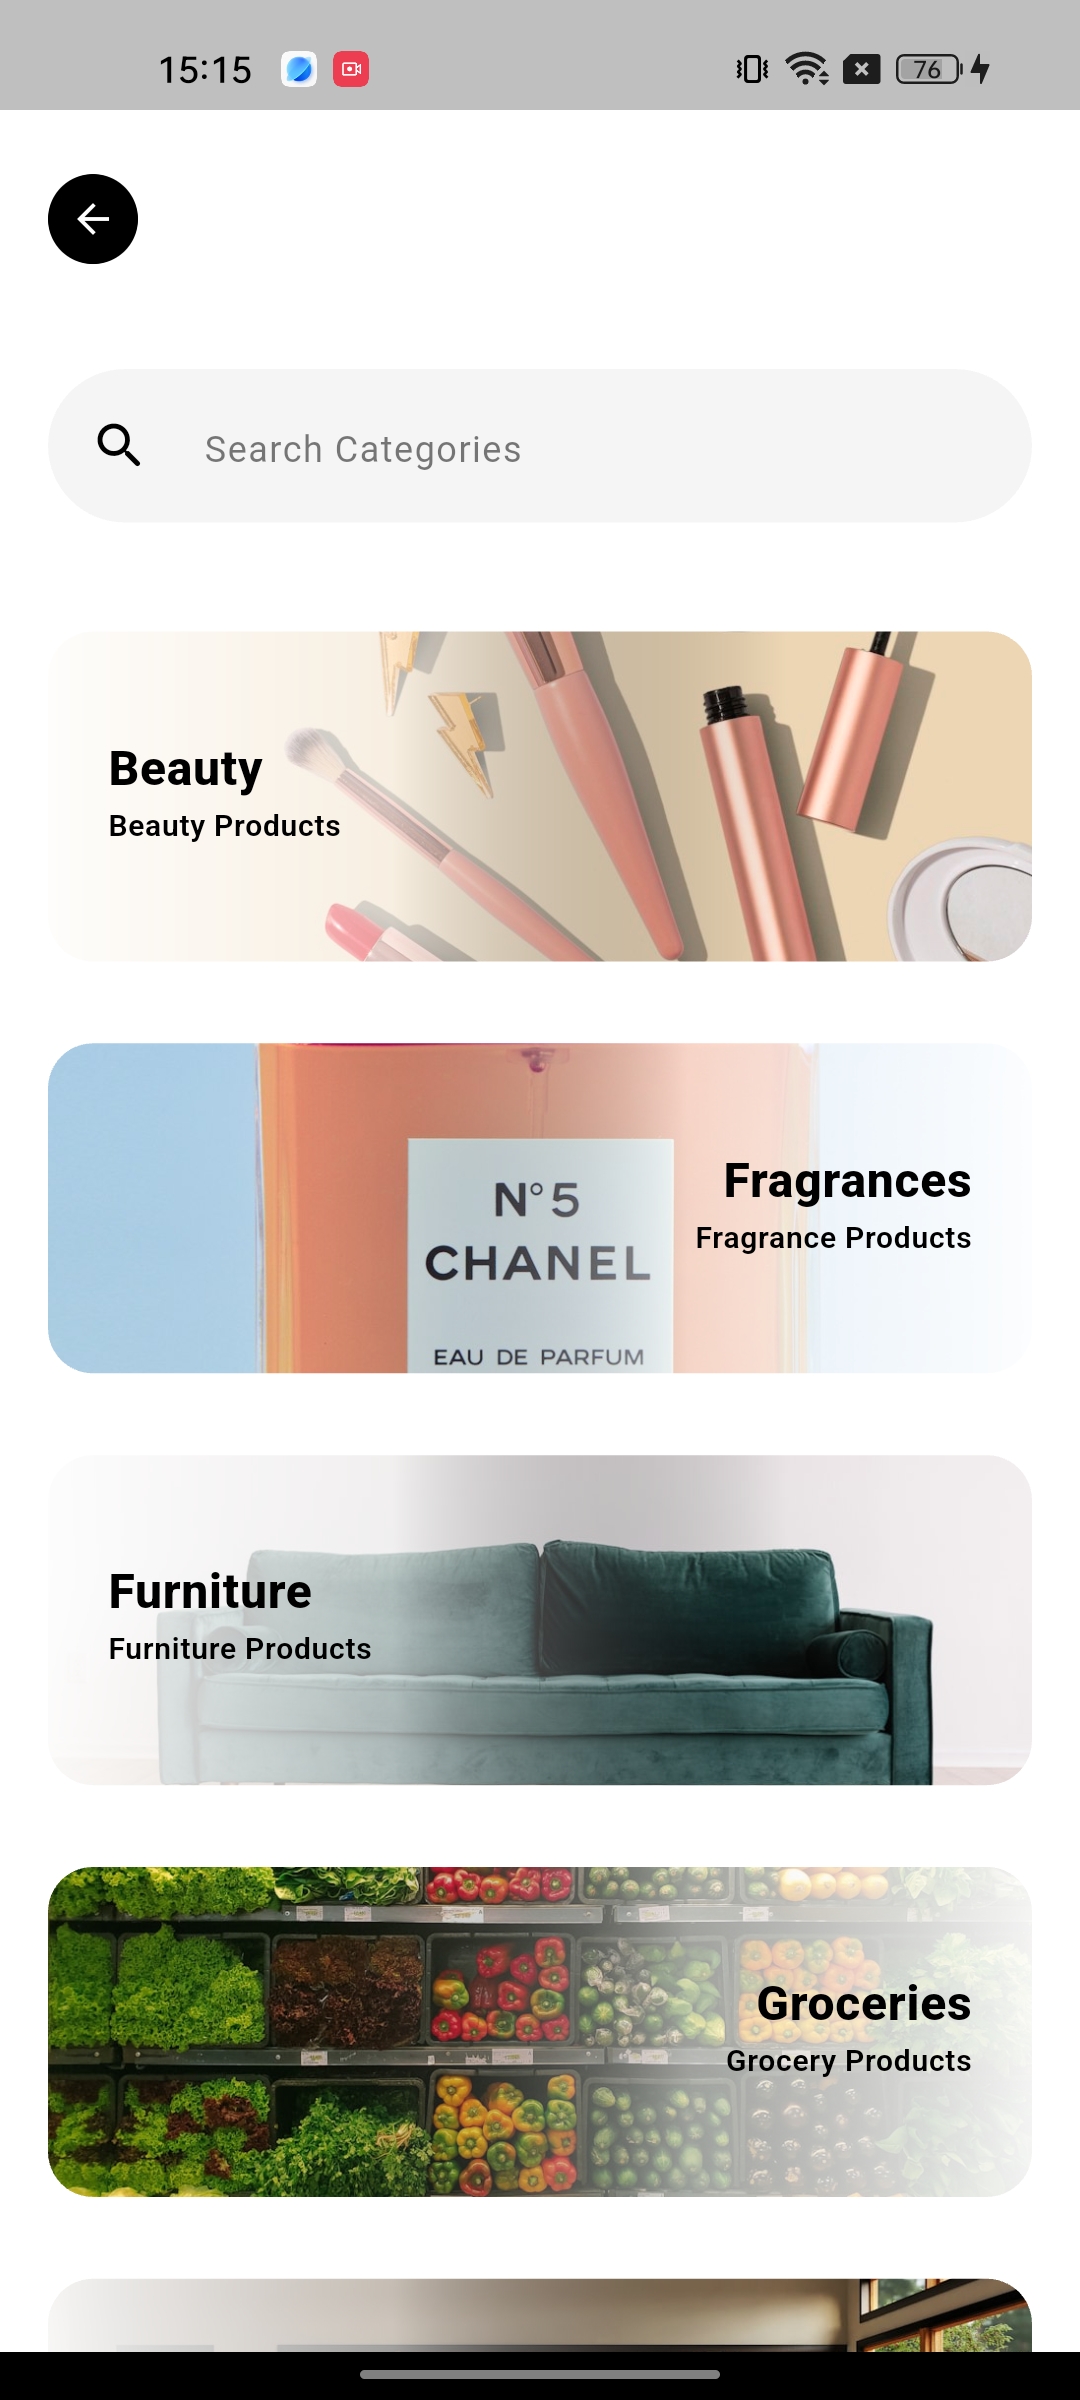 15:15
76
Search Categories
Beauty
Beauty Products
N°5
CHANEL
EAU DE PARFUM
Fragrances
Fragrance Products
Furniture
Furniture Products
Groceries
Grocery Products